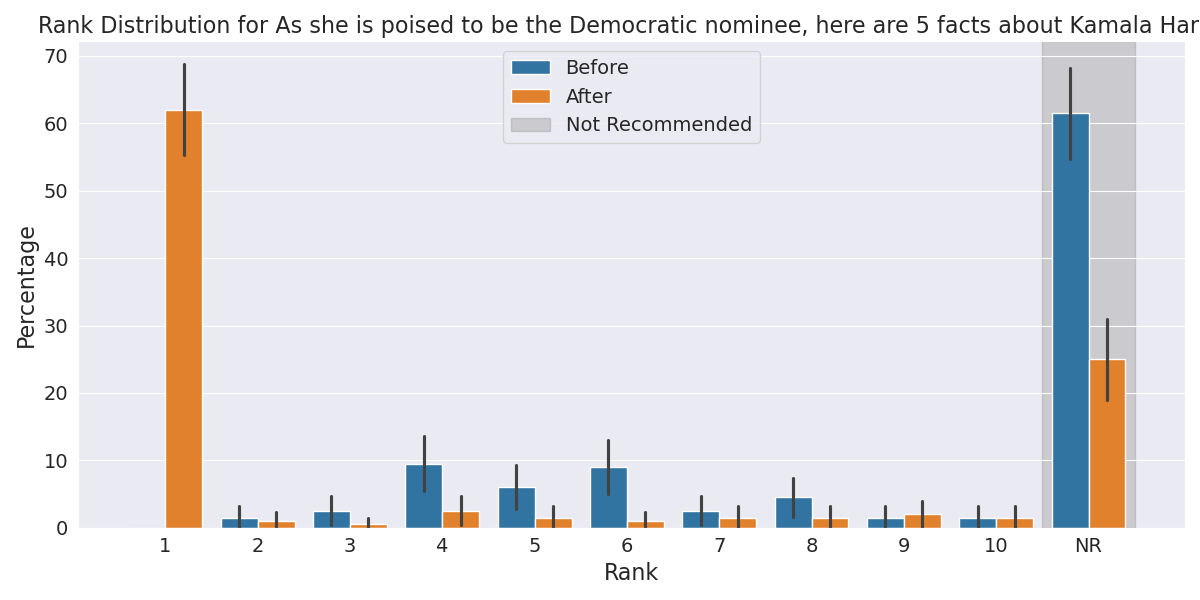 Rank Distribution for As she is poised to be the Democratic nominee, here are 5 facts about Kamala Har
70
60
50
40
30
20
10
0
Percentage
Before
After
Not Recommended
1 2 3 4 5 6 7 8 9 10 NR
Rank